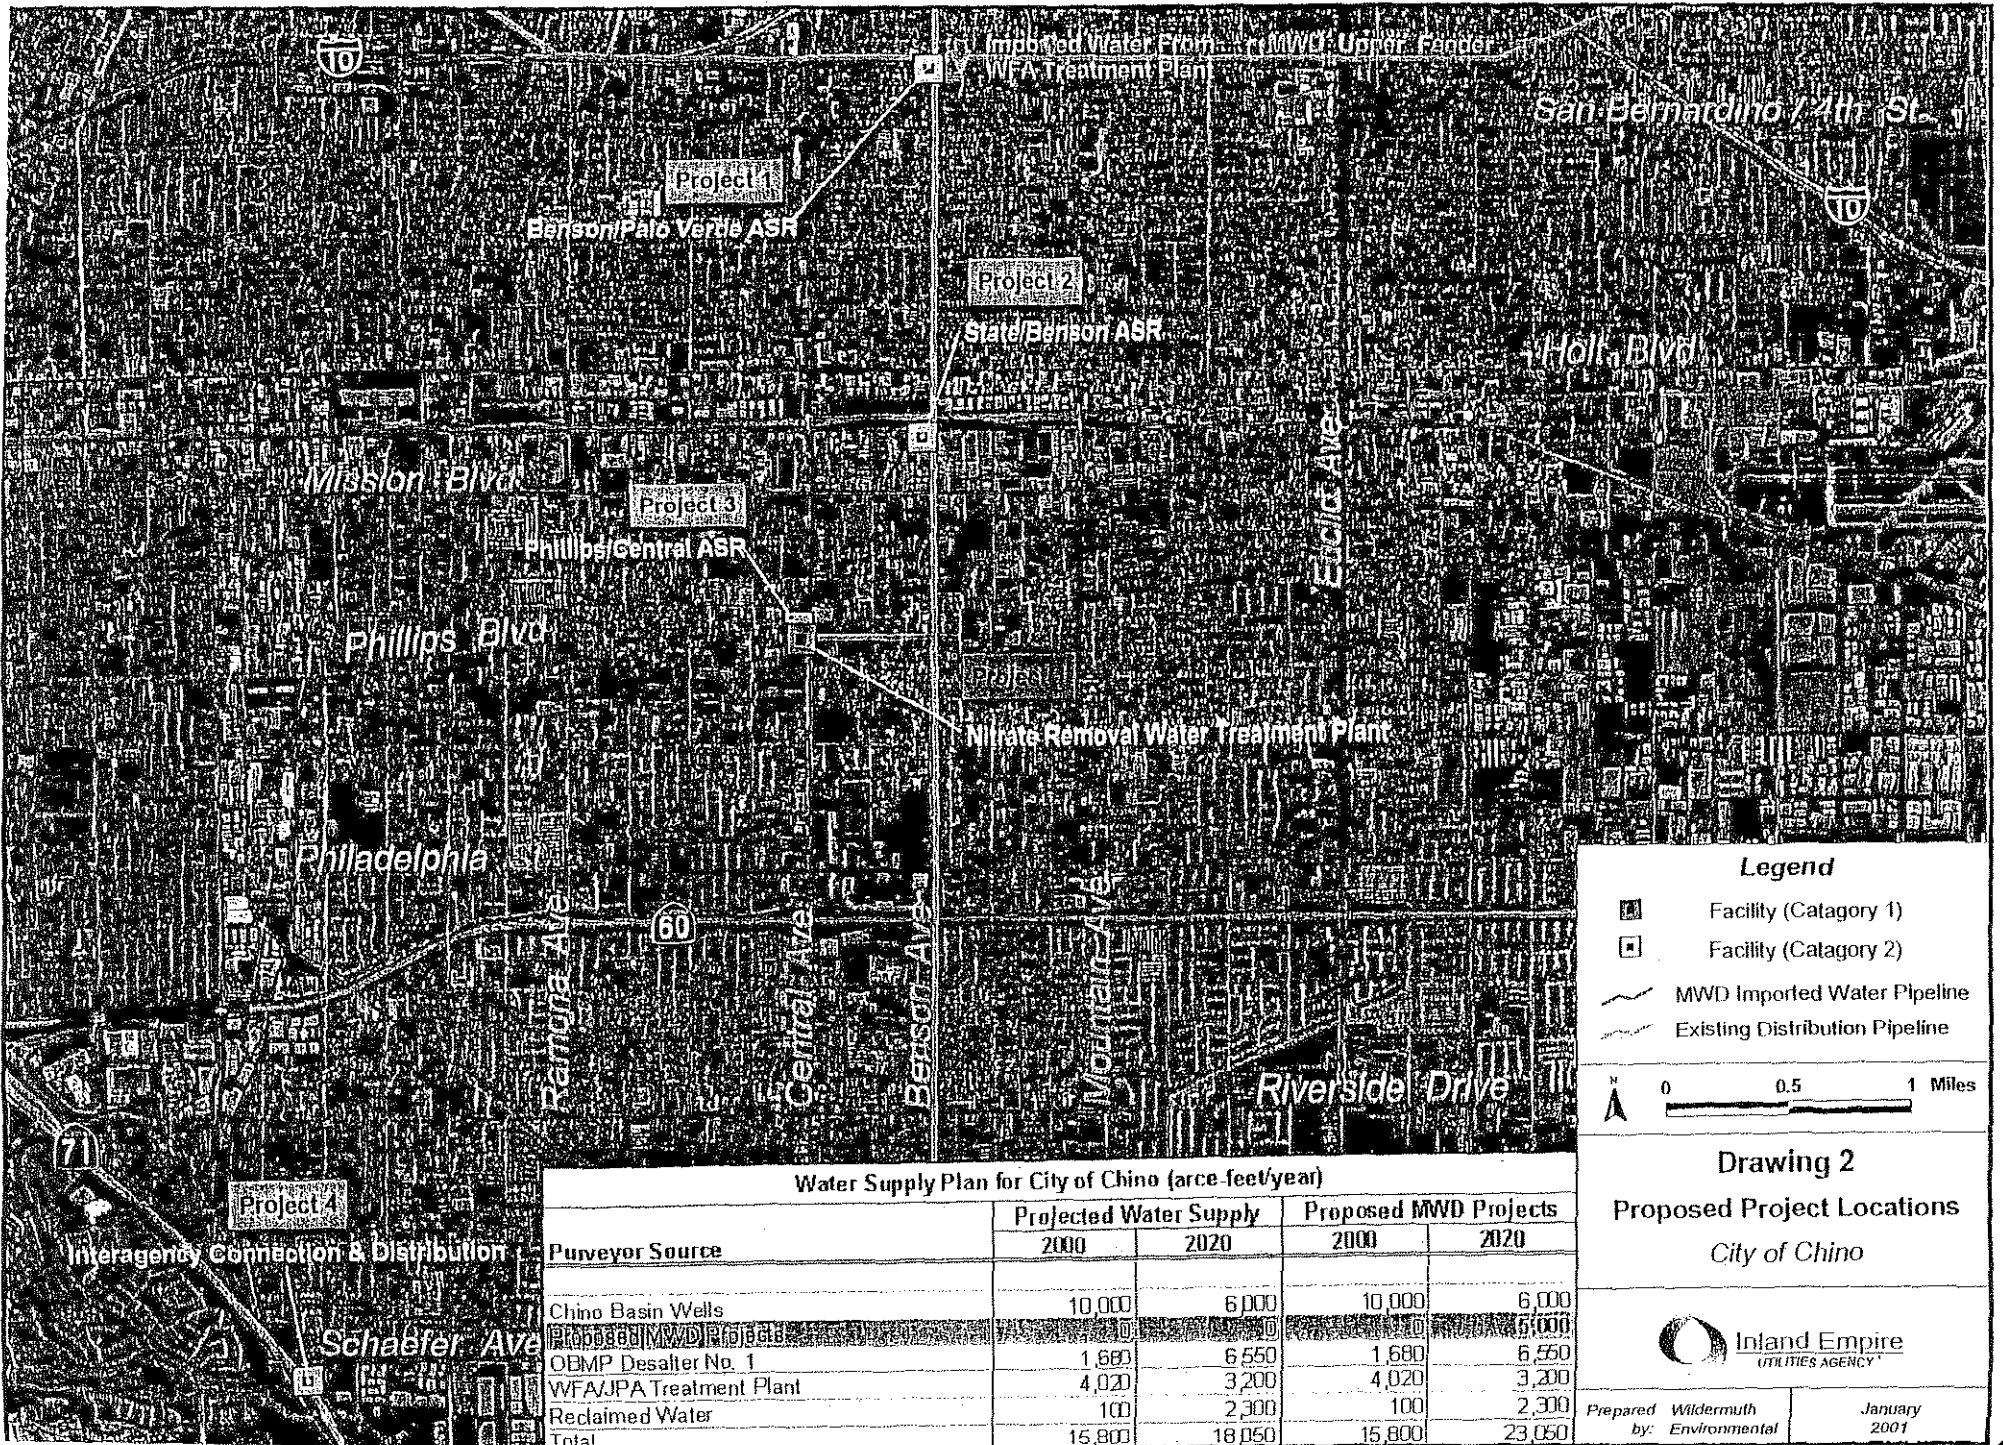 10
Imported Water From
WFA Treatment Plant
MWD Upper Feeder
San Bernardino / 4th St.
10
Project 1
Benson/Palo Verde ASR
Project 2
State/Benson ASR
Holt Blvd
Mission Blvd
Euclid Ave
Project 3
Phillips/Central ASR
Phillips Blvd
Project
Nitrate Removal Water Treatment Plant
Philadelphia
60
Ramona Ave
Central Ave
Benson Ave
Mountain Ave
Riverside Drive
71
Project 4
Interagency Connection & Distribution
Schaefer Ave
Legend
Facility (Catagory 1)
Facility (Catagory 2)
MWD Imported Water Pipeline
Existing Distribution Pipeline
N
0 0.5 1 Miles
Drawing 2
Proposed Project Locations
City of Chino
Inland Empire
UTILITIES AGENCY
Prepared by: Wildermuth Environmental
January 2001
Water Supply Plan for City of Chino (arce-feet/year)
Projected Water Supply Proposed MWD Projects
Purveyor Source 2000 2020 2000 2020
Chino Basin Wells 10,000 6,000 10,000 6,000
Proposed MWD Projects 0 0 0 5,000
OBMP Desalter No. 1 1,680 6,550 1,680 6,550
WFA/JPA Treatment Plant 4,020 3,200 4,020 3,200
Reclaimed Water 100 2,300 100 2,300
Total 15,800 18,050 15,800 23,050